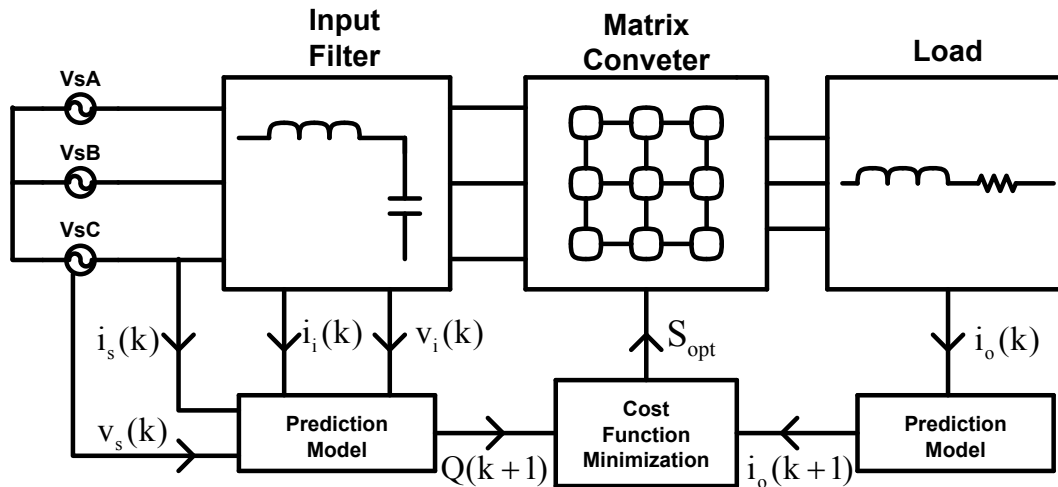 Input
Filter
Matrix
Conveter
Load
VsA
VsB
VsC
i_s(k)
i_i(k)
v_i(k)
S_opt
i_o(k)
v_s(k)
Prediction
Model
Q(k+1)
Cost
Function
Minimization
i_o(k+1)
Prediction
Model